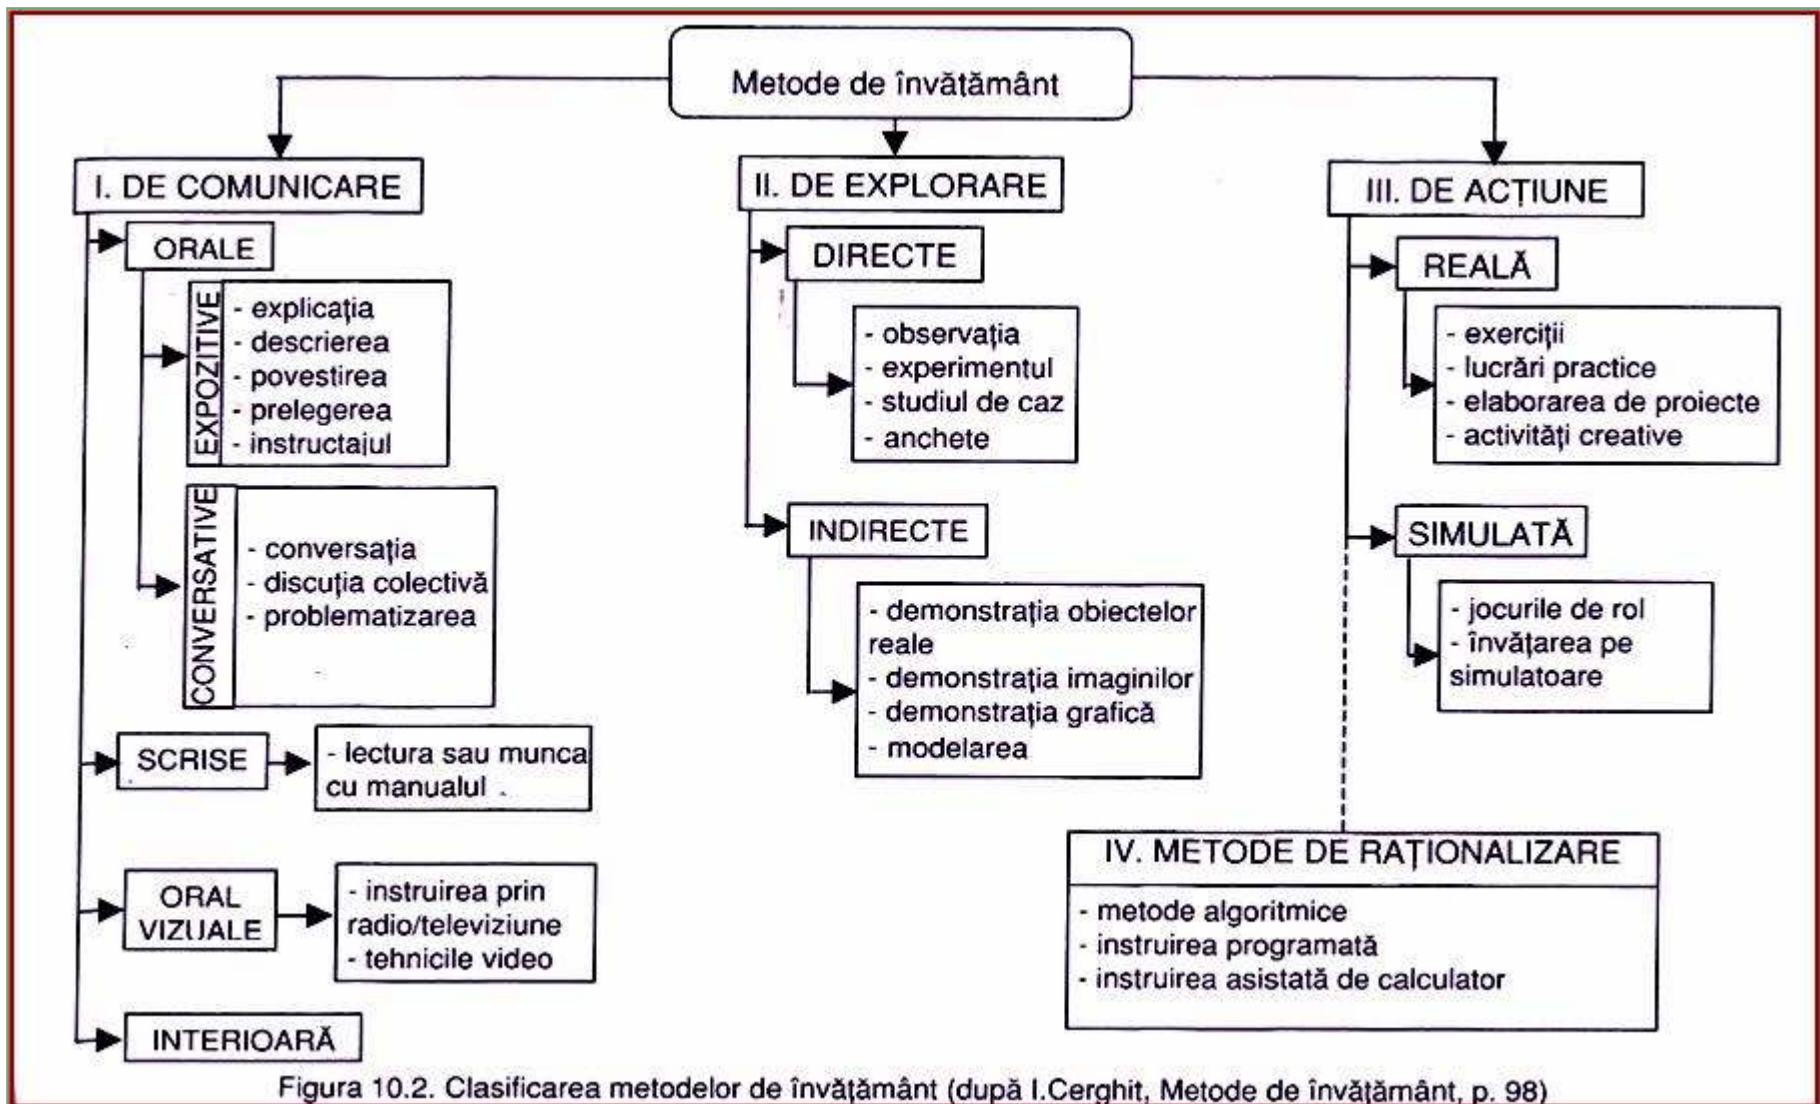 Metode de învățământ
I. DE COMUNICARE
ORALE
EXPOZITIVE
- explicația
- descrierea
- povestirea
- prelegerea
- instructajul
CONVERSATIVE
- conversația
- discuția colectivă
- problematizarea
SCRISE
- lectura sau munca
cu manualul
ORAL
VIZUALE
- instruirea prin
radio/televiziune
- tehnicile video
INTERIOARĂ
II. DE EXPLORARE
DIRECTE
- observația
- experimentul
- studiul de caz
- anchete
INDIRECTE
- demonstrația obiectelor
reale
- demonstrația imaginilor
- demonstrația grafică
- modelarea
III. DE ACȚIUNE
REALĂ
- exerciții
- lucrări practice
- elaborarea de proiecte
- activități creative
SIMULATĂ
- jocurile de rol
- învățarea pe
simulatoare
IV. METODE DE RAȚIONALIZARE
- metode algoritmice
- instruirea programată
- instruirea asistată de calculator
Figura 10.2. Clasificarea metodelor de învățământ (după I.Cerghit, Metode de învățământ, p. 98)